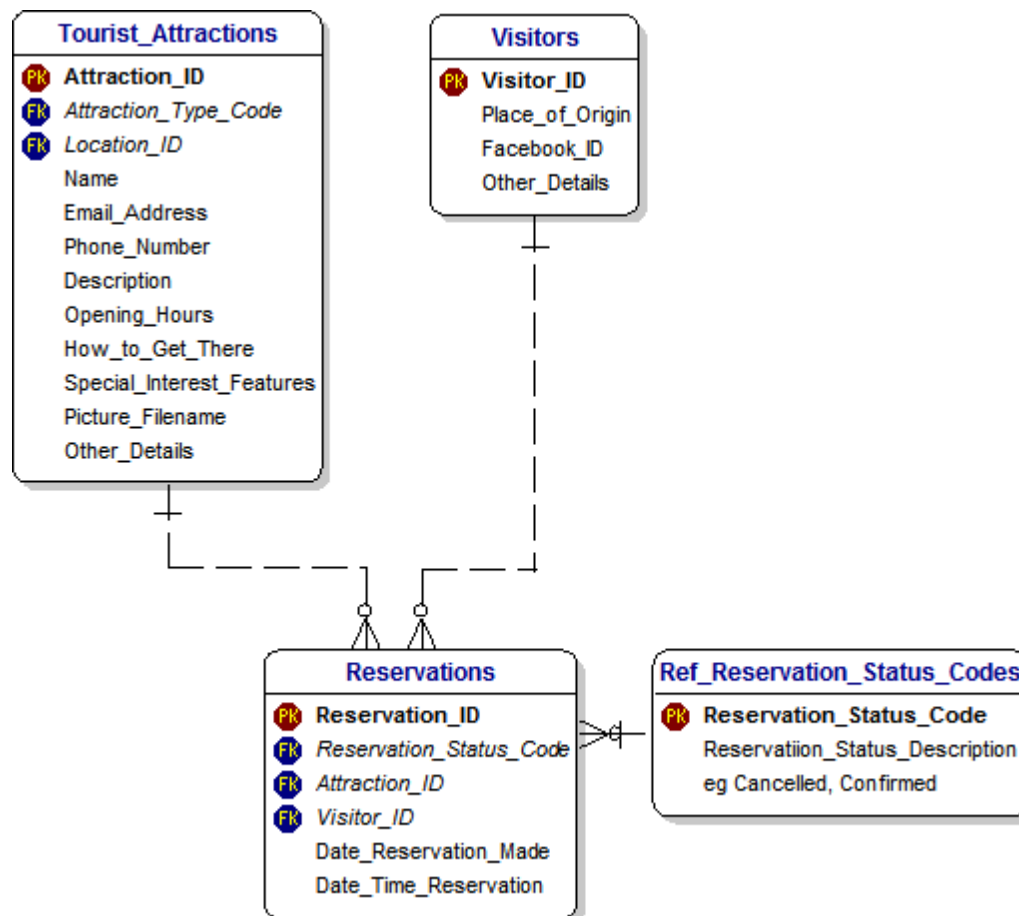 Tourist_Attractions
PK Attraction_ID
FK Attraction_Type_Code
FK Location_ID
Name
Email_Address
Phone_Number
Description
Opening_Hours
How_to_Get_There
Special_Interest_Features
Picture_Filename
Other_Details
Visitors
PK Visitor_ID
Place_of_Origin
Facebook_ID
Other_Details
Reservations
PK Reservation_ID
FK Reservation_Status_Code
FK Attraction_ID
FK Visitor_ID
Date_Reservation_Made
Date_Time_Reservation
Ref_Reservation_Status_Codes
PK Reservation_Status_Code
Reservatiion_Status_Description
eg Cancelled, Confirmed